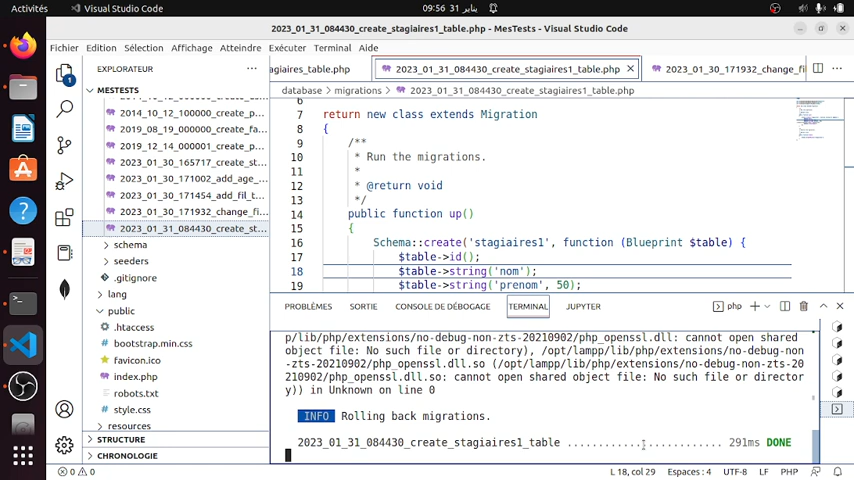 Activités
Visual Studio Code
09:56 يناير 31
2023_01_31_084430_create_stagiaires1_table.php - MesTests - Visual Studio Code
Fichier Edition Sélection Affichage Atteindre Exécuter Terminal Aide
EXPLORATEUR
MESTESTS
2014_10_12_100000_create_p...
2019_08_19_000000_create_fa...
2019_12_14_000001_create_p...
2023_01_30_165717_create_st...
2023_01_30_171002_add_age_...
2023_01_30_171454_add_fil_t...
2023_01_30_171932_change_fi...
2023_01_31_084430_create_st...
schema
seeders
.gitignore
lang
public
.htaccess
bootstrap.min.css
favicon.ico
index.php
robots.txt
style.css
resources
STRUCTURE
CHRONOLOGIE
agiaires_table.php
2023_01_31_084430_create_stagiaires1_table.php
2023_01_30_171932_change_fil
database > migrations > 2023_01_31_084430_create_stagiaires1_table.php
6
7 return new class extends Migration
8 {
9 /**
10 * Run the migrations.
11 *
12 * @return void
13 */
14 public function up()
15 {
16 Schema::create('stagiaires1', function (Blueprint $table) {
17 $table->id();
18 $table->string('nom');
19 $table->string('prenom', 50);
PROBLÈMES SORTIE CONSOLE DE DÉBOGAGE TERMINAL JUPYTER
php
p/lib/php/extensions/no-debug-non-zts-20210902/php_openssl.dll: cannot open shared
object file: No such file or directory), /opt/lampp/lib/php/extensions/no-debug-non
-zts-20210902/php_openssl.dll.so (/opt/lampp/lib/php/extensions/no-debug-non-zts-20
210902/php_openssl.dll.so: cannot open shared object file: No such file or director
y)) in Unknown on line 0
INFO Rolling back migrations.
2023_01_31_084430_create_stagiaires1_table ........................ 291ms DONE
0 0
L 18, col 29 Espaces : 4 UTF-8 LF PHP